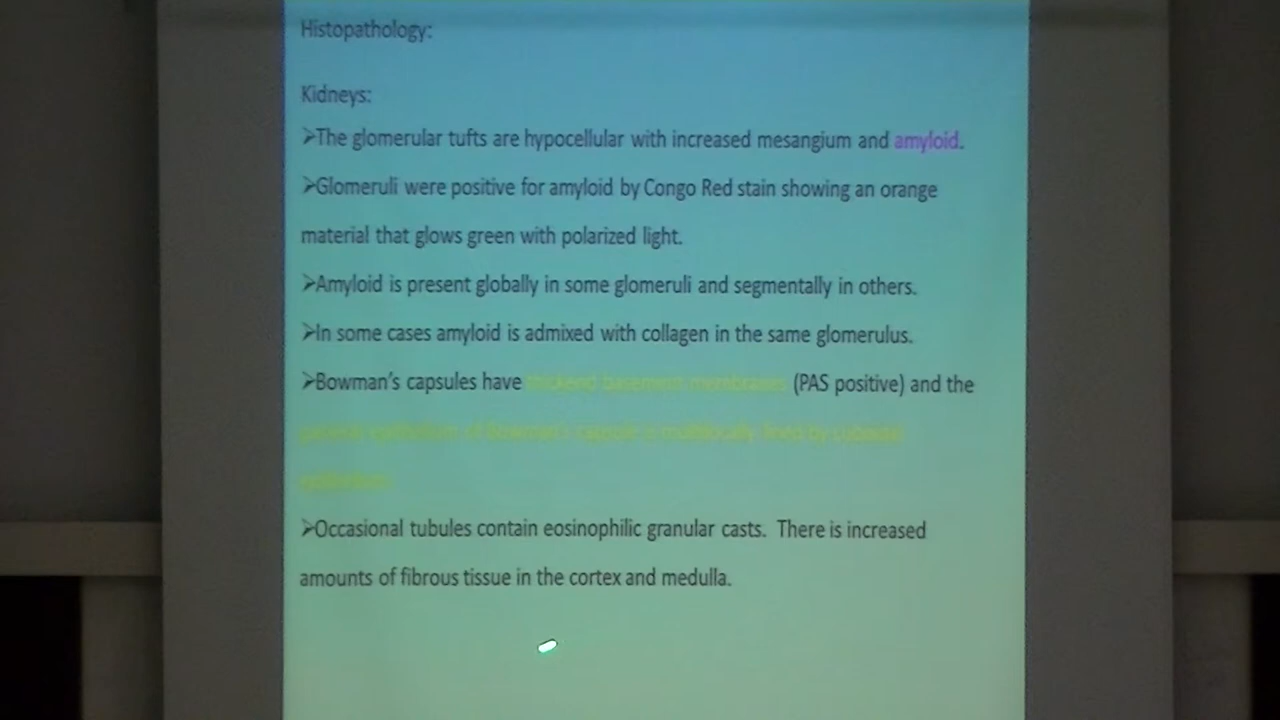 Histopathology:
Kidneys:
➢The glomerular tufts are hypocellular with increased mesangium and amyloid.
➢Glomeruli were positive for amyloid by Congo Red stain showing an orange
material that glows green with polarized light.
➢Amyloid is present globally in some glomeruli and segmentally in others.
➢In some cases amyloid is admixed with collagen in the same glomerulus.
➢Bowman's capsules have basement membranes (PAS positive) and the
of Bowman's capsule is multifocally lined by cuboidal
➢Occasional tubules contain eosinophilic granular casts. There is increased
amounts of fibrous tissue in the cortex and medulla.